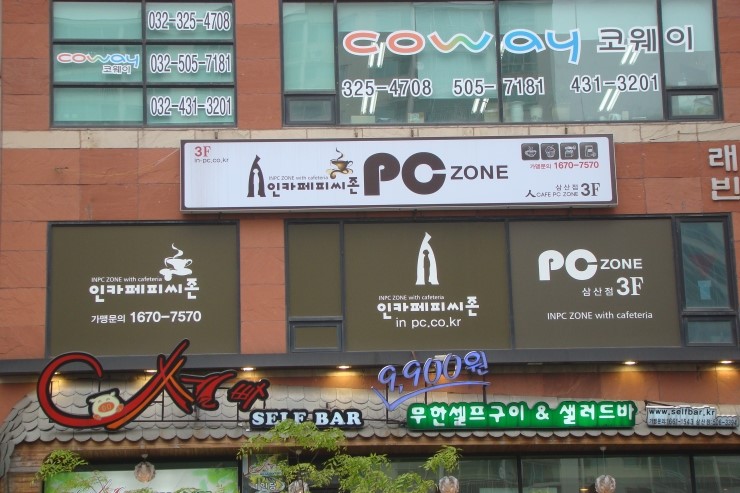 032-325-4708
coway 코웨이
032-505-7181
032-431-3201
coway 코웨이
325-4708 505-7181 431-3201
3F
in-pc.co.kr
INPC ZONE with cafeteria
인카페피씨존 PC ZONE
가맹문의 1670-7570
삼산점
CAFE PC ZONE 3F
래
빈
INPC ZONE with cafeteria
인카페피씨존
가맹문의 1670-7570
INPC ZONE with cafeteria
인카페피씨존
in pc.co.kr
PC ZONE
삼산점 3F
INPC ZONE with cafeteria
SELF BAR
9,900원
무한셀프구이 & 샐러드바
www.selfbar.kr